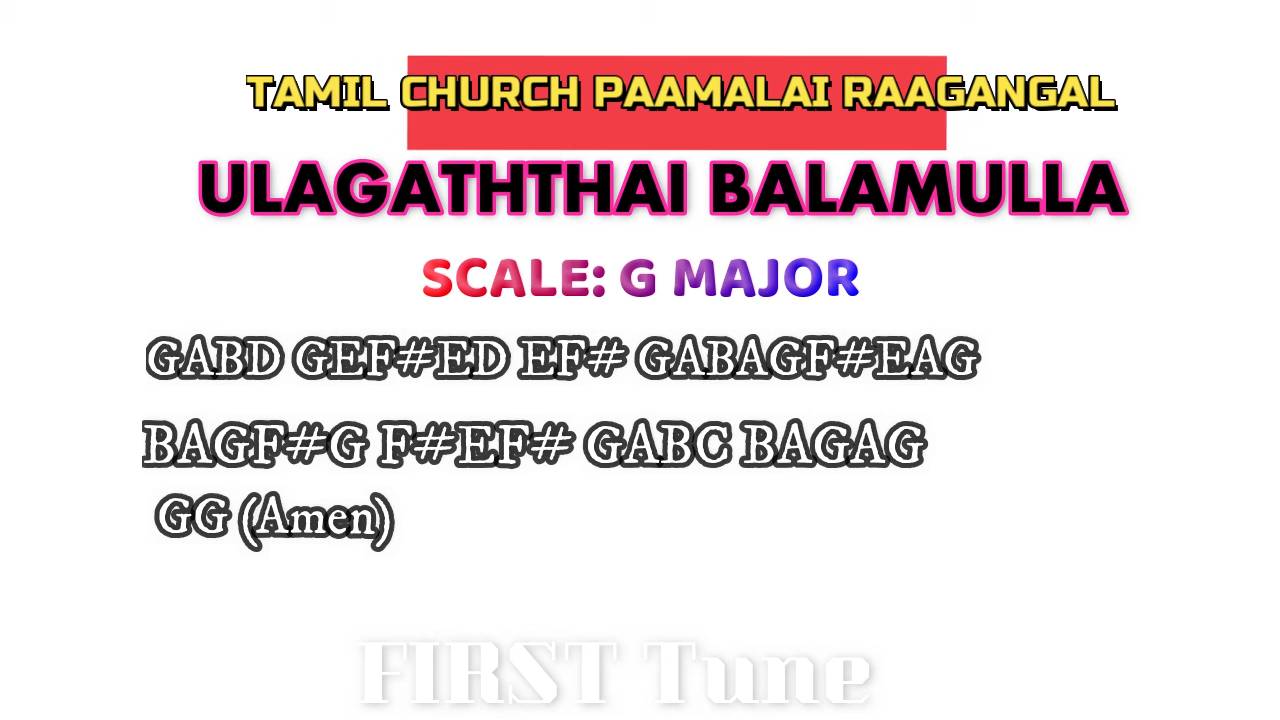 TAMIL CHURCH PAAMALAI RAAGANGAL
ULAGATHTHAI BALAMULLA
SCALE: G MAJOR
GABD GEF#ED EF# GABAGF#EAG
BAGF#G F#EF# GABC BAGAG
GG (Amen)
FIRST Tune